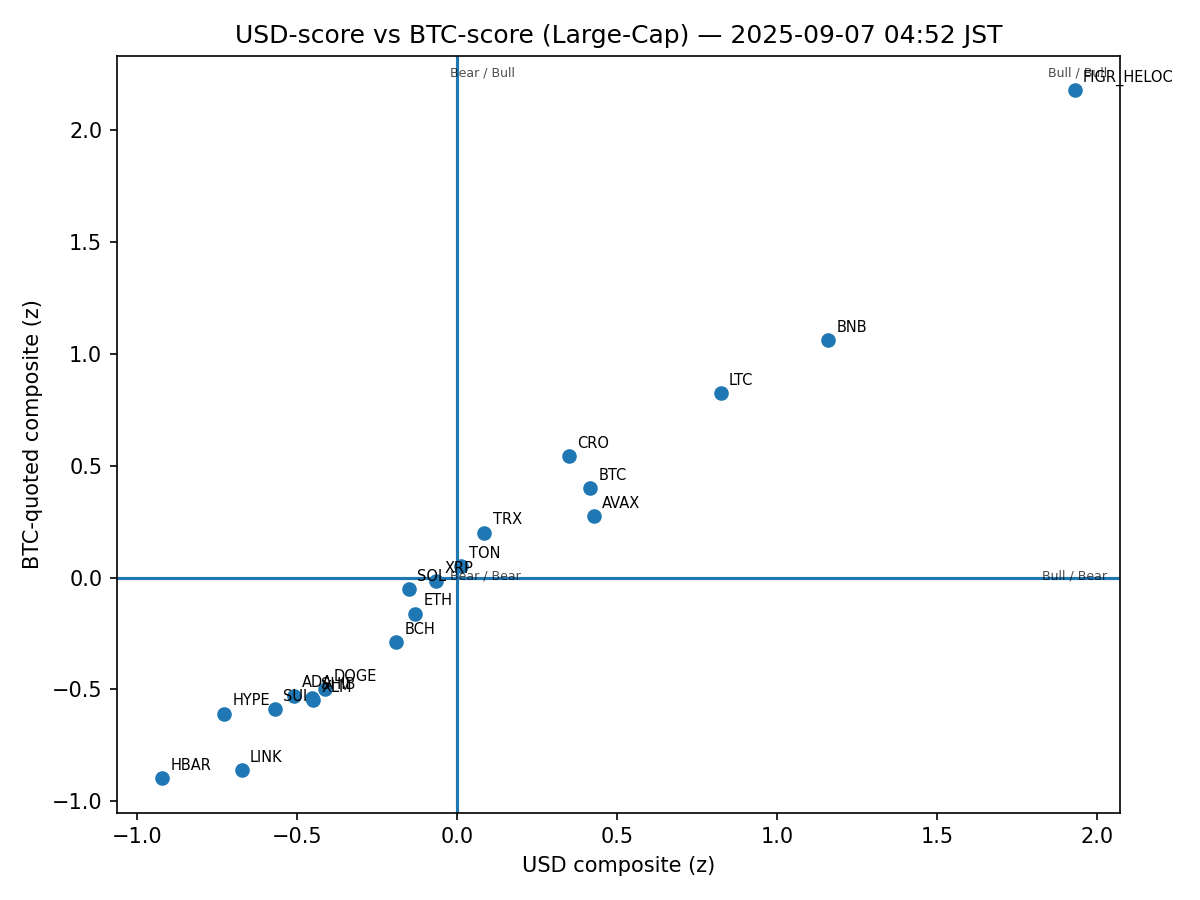 USD-score vs BTC-score (Large-Cap) — 2025-09-07 04:52 JST
Bear / Bull
Bull / Bull
FIGR_HELOC
2.0
1.5
BNB
1.0
LTC
CRO
0.5
BTC
AVAX
TRX
TON
XRP
SOL
0.0
Bear / Bear
Bull / Bear
ETH
BCH
DOGE
ADA
SHIB
XLM
−0.5
SUI
HYPE
LINK
HBAR
−1.0
−1.0
−0.5
0.0
0.5
1.0
1.5
2.0
USD composite (z)
BTC-quoted composite (z)